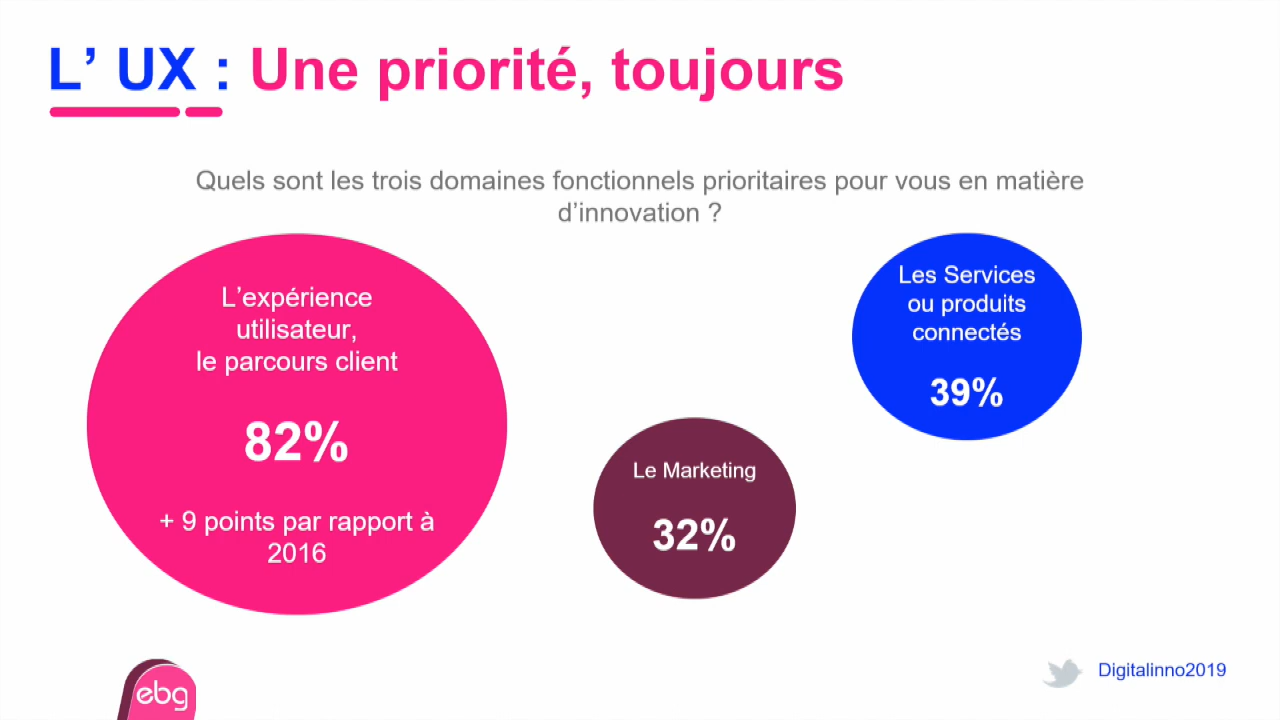 L’ UX : Une priorité, toujours
Quels sont les trois domaines fonctionnels prioritaires pour vous en matière
d’innovation ?
L’expérience
utilisateur,
le parcours client
82%
+ 9 points par rapport à
2016
Le Marketing
32%
Les Services
ou produits
connectés
39%
ebg
Digitalinno2019